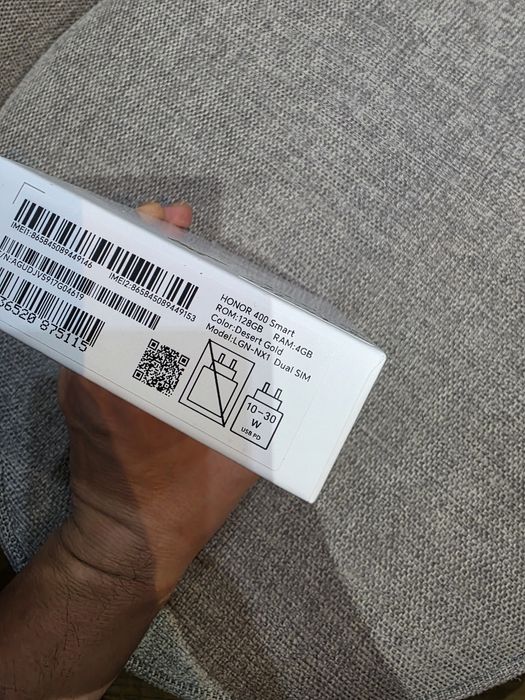 IMEI1:865845089449146
IMEI2:865845089449153
/N:AGUDJV5917G04619
36520 875115
HONOR 400 Smart
ROM:128GB RAM:4GB
Color:Desert Gold
Model:LGN-NX1 Dual SIM
10-30
W
USB PD